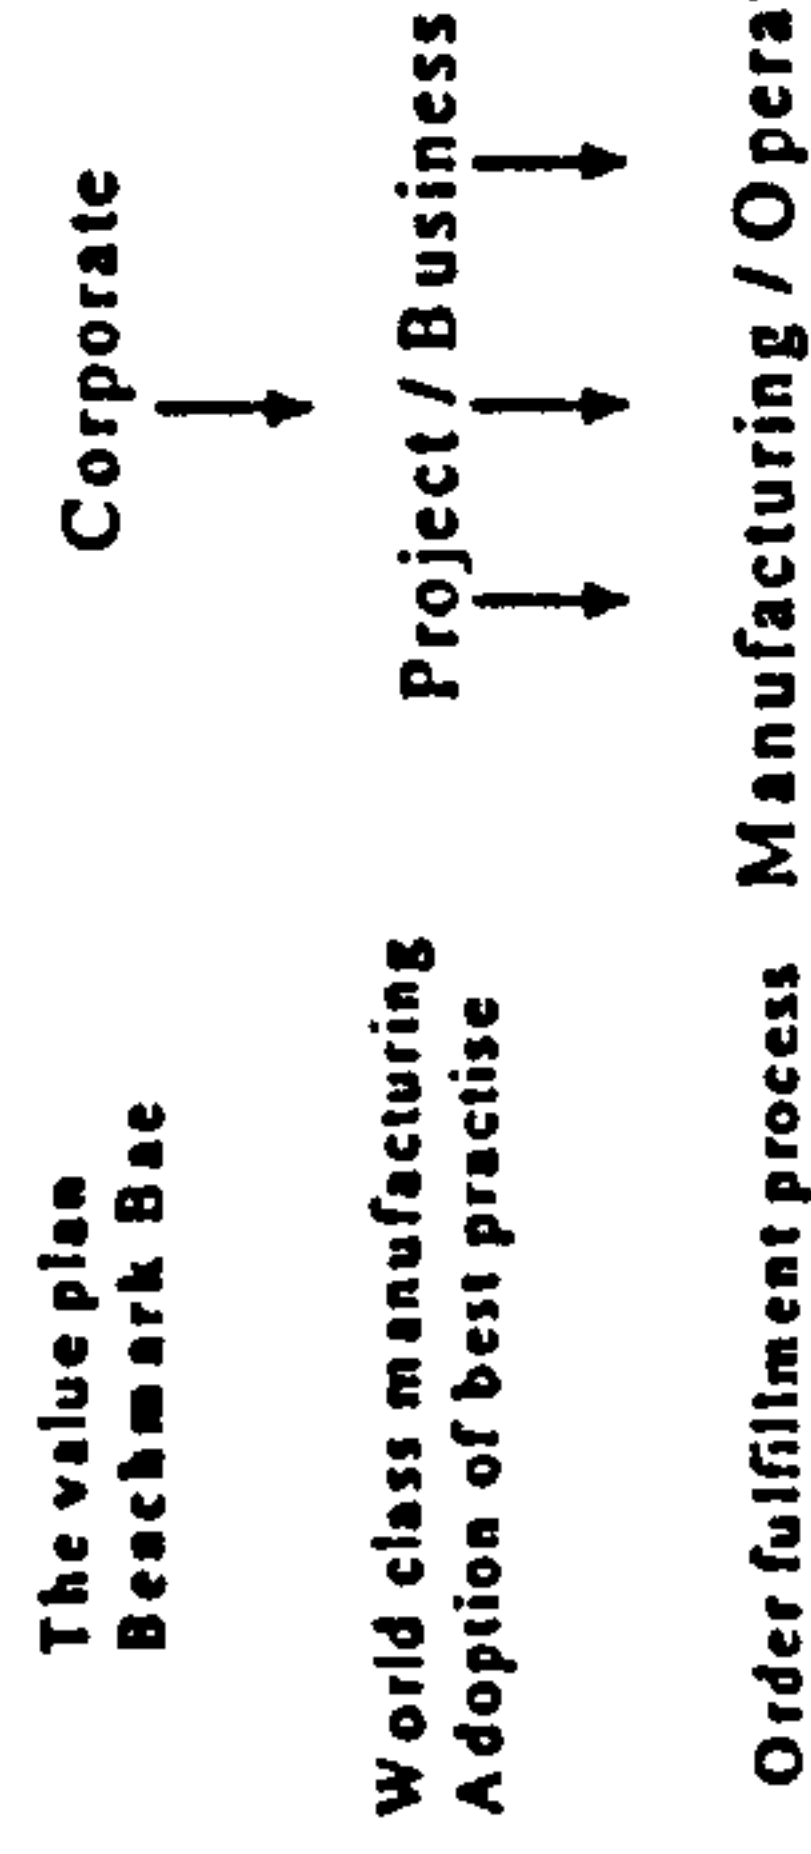 The value plan
Benchmark Bae
Corporate
World class manufacturing
Adoption of best practise
Project / Business
Order fulfillment process
Manufacturing /